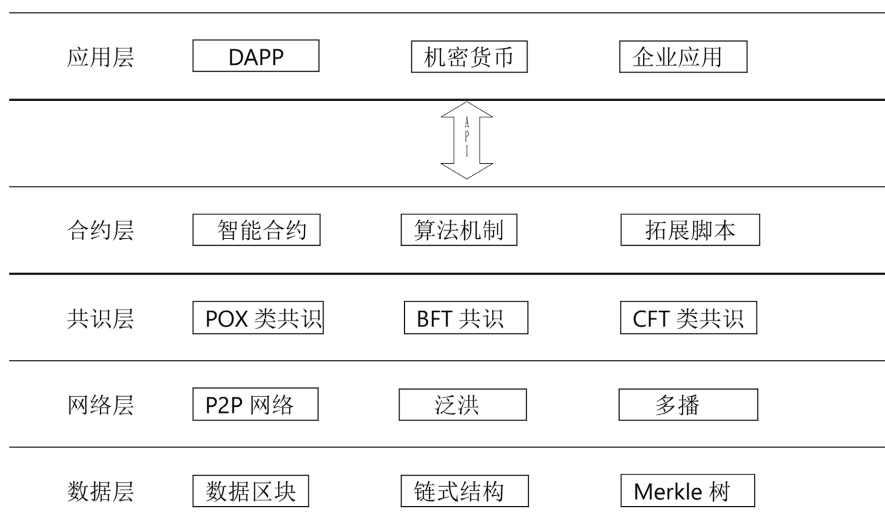 应用层 DAPP 机密货币 企业应用
API
合约层 智能合约 算法机制 拓展脚本
共识层 POX 类共识 BFT 共识 CFT 类共识
网络层 P2P 网络 泛洪 多播
数据层 数据区块 链式结构 Merkle 树